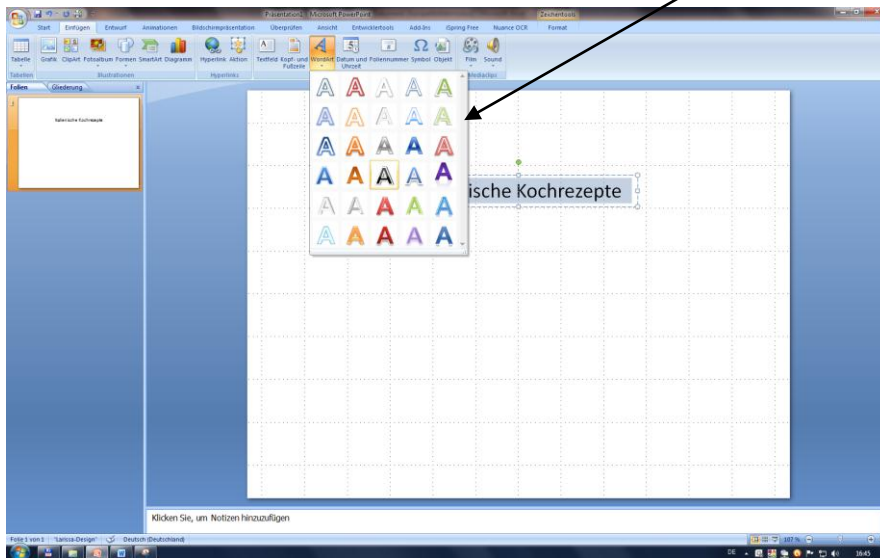 Präsentation1 Microsoft PowerPoint
Zeichentools
Start Einfügen Entwurf Animationen Bildschirmpräsentation Überprüfen Ansicht Entwicklertools Add-Ins iSpring Free Nuance OCR Format
Tabelle Grafik ClipArt Fotoalbum Formen SmartArt Diagramm Hyperlink Aktion Textfeld Kopf- und Fußzeile WordArt Datum und Uhrzeit Foliennummer Symbol Objekt Film Sound
Tabellen Illustrationen Hyperlinks Mediaclips
Folien Gliederung x
1
Italienische Kochrezepte
A A A A A
A A A A A
A A A A A
A A A A A
A A A A A
A A A A A
ische Kochrezepte
Klicken Sie, um Notizen hinzuzufügen
Folie 1 von 1 "Larissa-Design" Deutsch (Deutschland) 107 %
DE 16:45